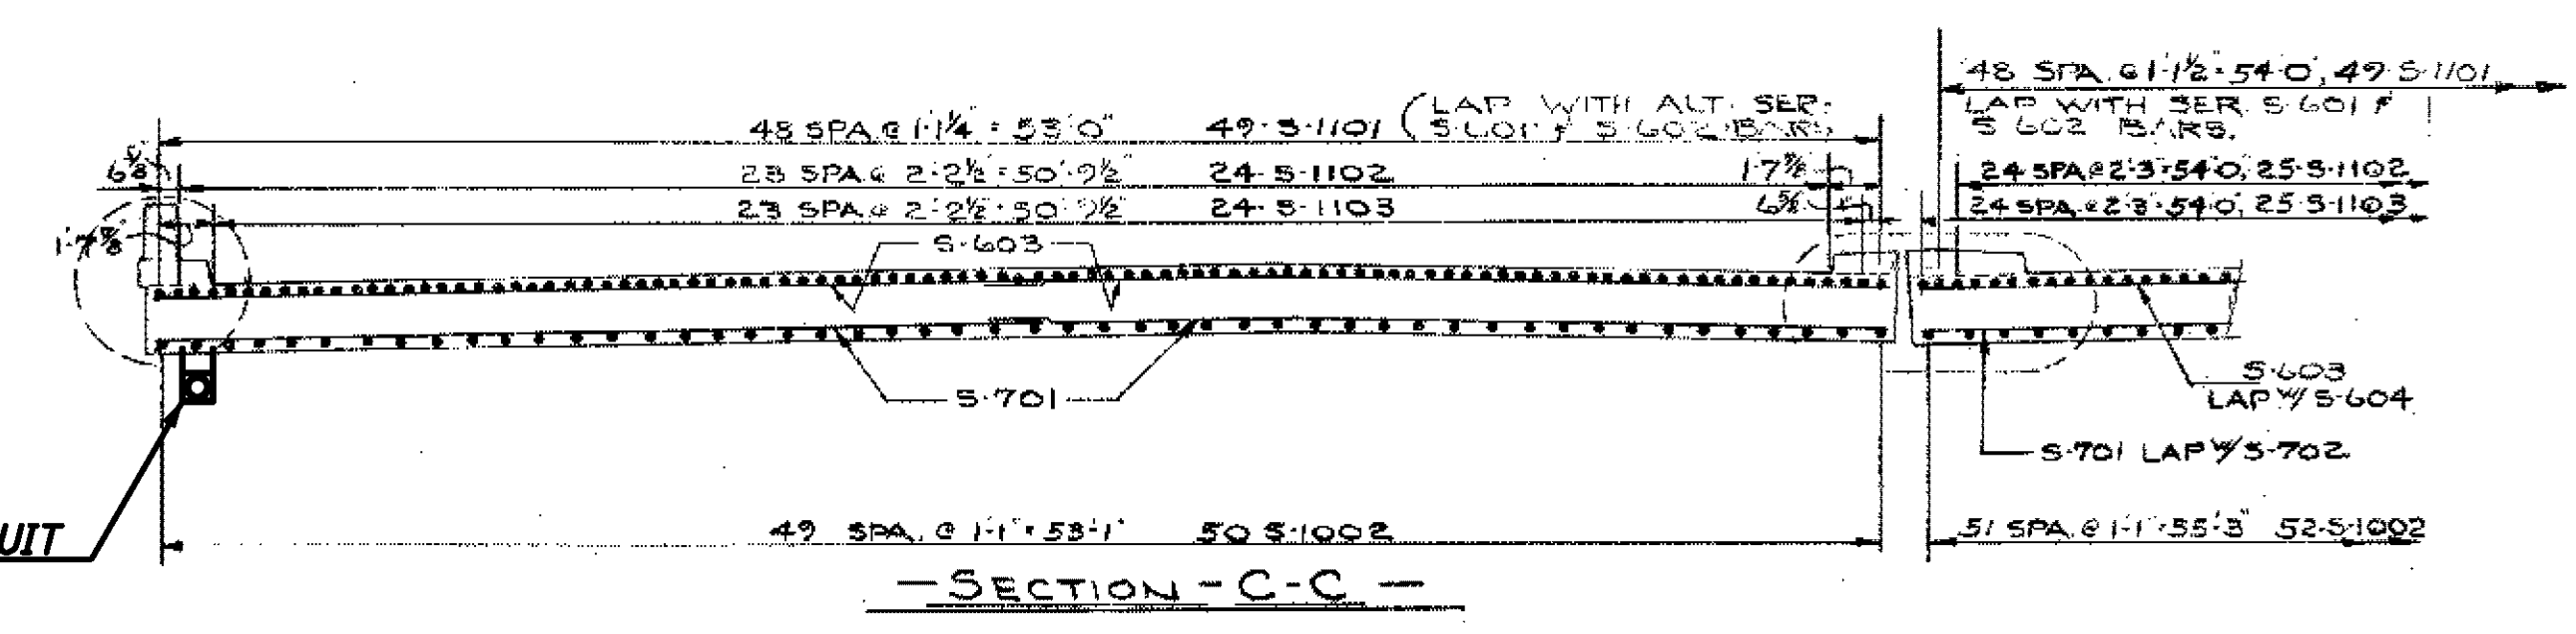 48 SPA. @ 1'-1½" = 54'-0", 49-S-1101
LAP WITH SER. S-601 &
S-602 BARS.
48 SPA. @ 1'-1¼" = 53'-0" 49-S-1101 (LAP WITH ALT. SER.
S-601 & S-602 BARS
6⅝ 23 SPA. @ 2'-2½" = 50'-9½" 24-S-1102 1'-7⅞ 24 SPA @ 2'-3" = 54'-0", 25-S-1102
23 SPA. @ 2'-2½" = 50'-9½" 24-S-1103 6⅝ 24 SPA. @ 2'-3" = 54'-0", 25-S-1103
1'-7⅞ S-603
S-603
LAP W/ S-604
S-701
S-701 LAP W/ S-702
UIT
49 SPA. @ 1'-1" = 53'-1" 50 S-1002 51 SPA. @ 1'-1" = 55'-3" 52-S-1002
— SECTION - C-C —